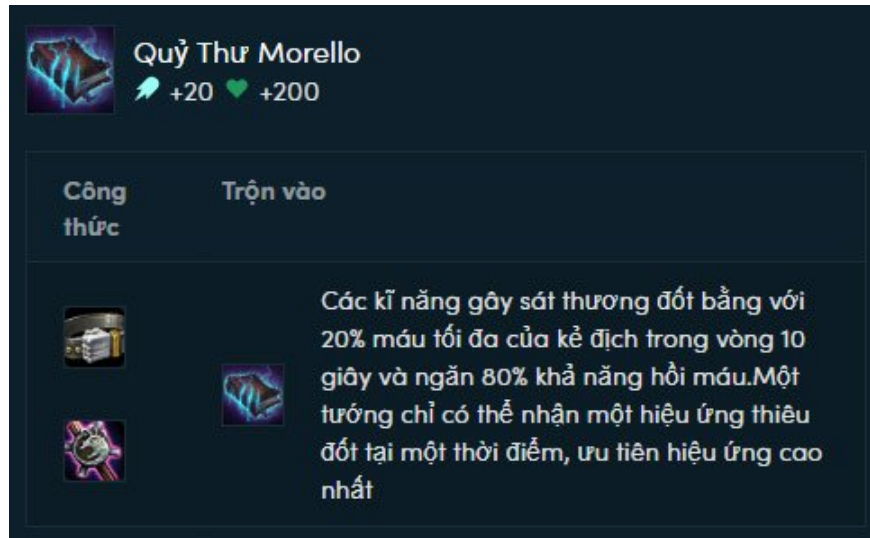 Quỷ Thư Morello
+20 +200
Công thức
Trộn vào
Các kĩ năng gây sát thương đốt bằng với
20% máu tối đa của kẻ địch trong vòng 10
giây và ngăn 80% khả năng hồi máu.Một
tướng chỉ có thể nhận một hiệu ứng thiêu
đốt tại một thời điểm, ưu tiên hiệu ứng cao
nhất